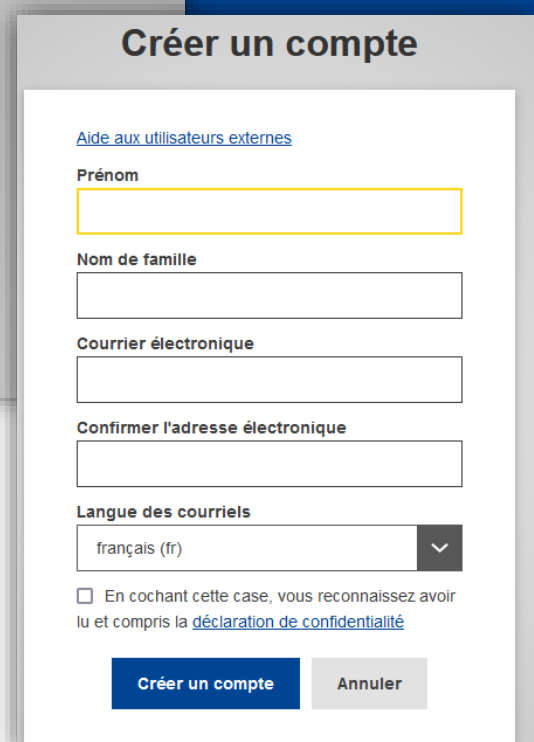 Créer un compte
Aide aux utilisateurs externes
Prénom
Nom de famille
Courrier électronique
Confirmer l'adresse électronique
Langue des courriels
français (fr)
En cochant cette case, vous reconnaissez avoir
lu et compris la déclaration de confidentialité
Créer un compte
Annuler